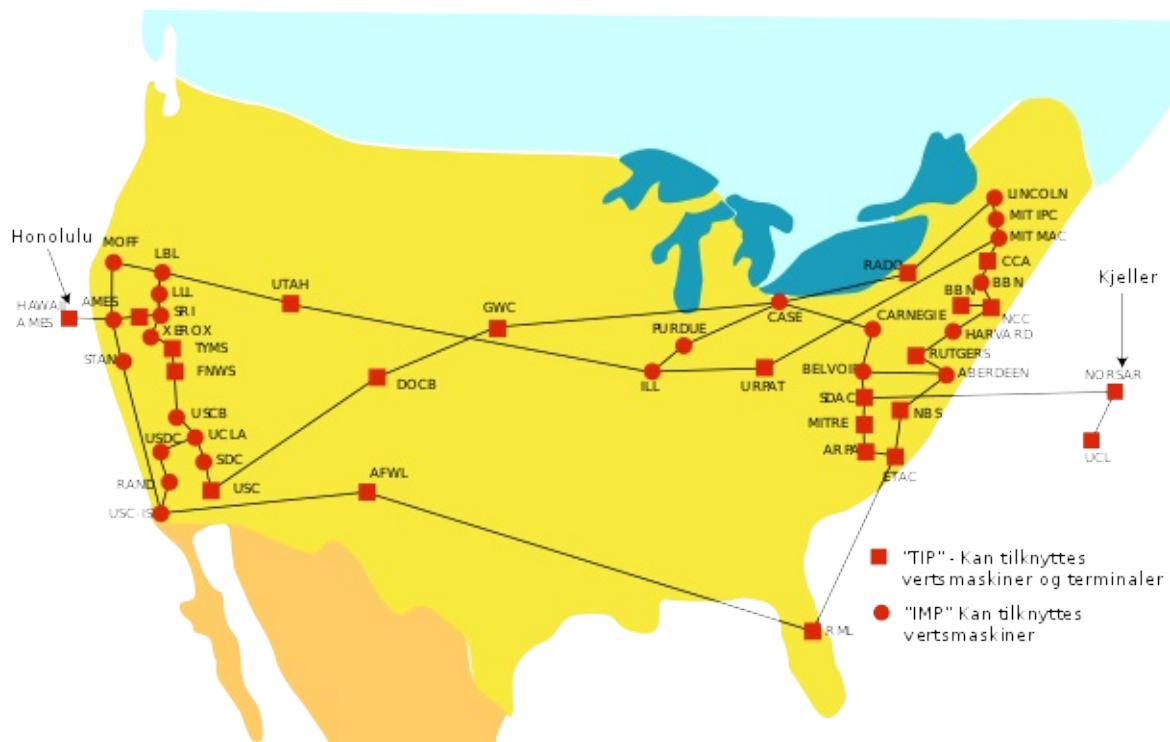 LINCOLN
MIT IPC
MIT MAC
Honolulu
MOFF
LBL
CCA
RADC
Kjeller
UTAH
BBN
BBN
LLL
HAWAII
AMES
AMES
GWC
SRI
CASE
CARNEGIE
NCC
PURDUE
XEROX
HARVARD
TYMS
RUTGERS
STAN
FNWS
BELVOIR
ABERDEEN
NORSAR
DOCB
ILL
URPAT
SDAC
USCB
NBS
MITRE
USDC
UCLA
ARPA
UCL
SDC
AFWL
ETAC
RAND
USC
USC-ISI
"TIP" - Kan tilknyttes
vertsmaskiner og terminaler
"IMP" Kan tilknyttes
vertsmaskiner
RML